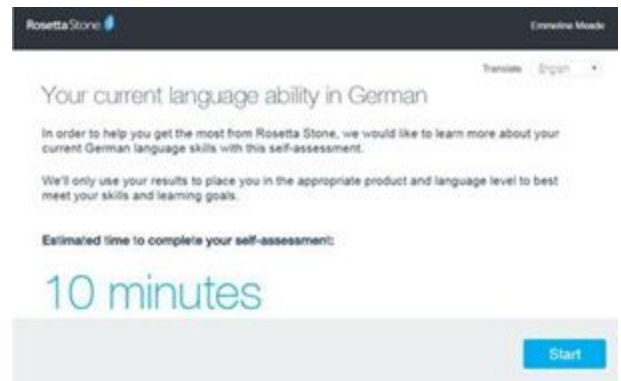 RosettaStone
Emmeline Meade
Translate English
Your current language ability in German
In order to help you get the most from Rosetta Stone, we would like to learn more about your
current German language skills with this self-assessment.
We'll only use your results to place you in the appropriate product and language level to best
meet your skills and learning goals.
Estimated time to complete your self-assessment:
10 minutes
Start